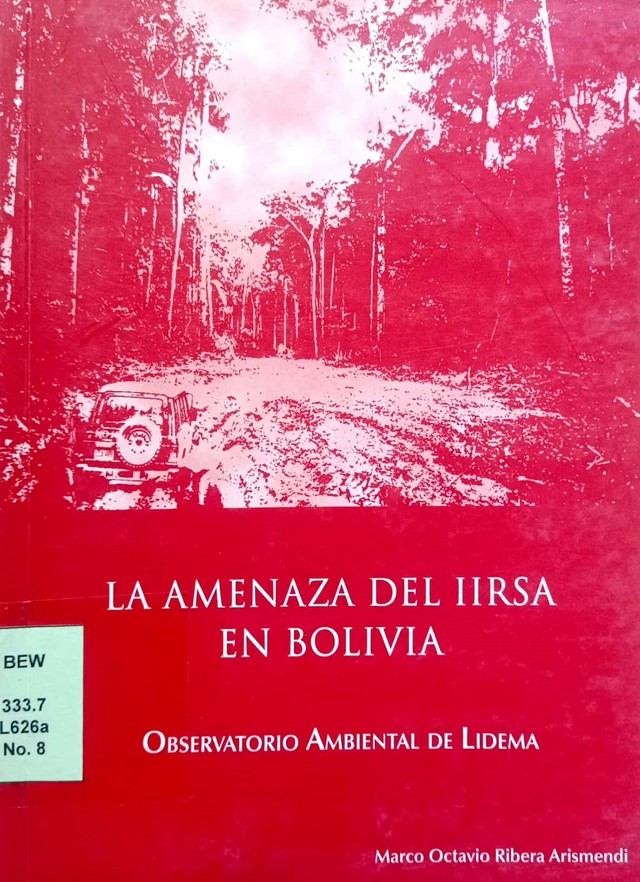 LA AMENAZA DEL IIRSA
EN BOLIVIA
BEW
333.7
L626a
No. 8
OBSERVATORIO AMBIENTAL DE LIDEMA
Marco Octavio Ribera Arismendi